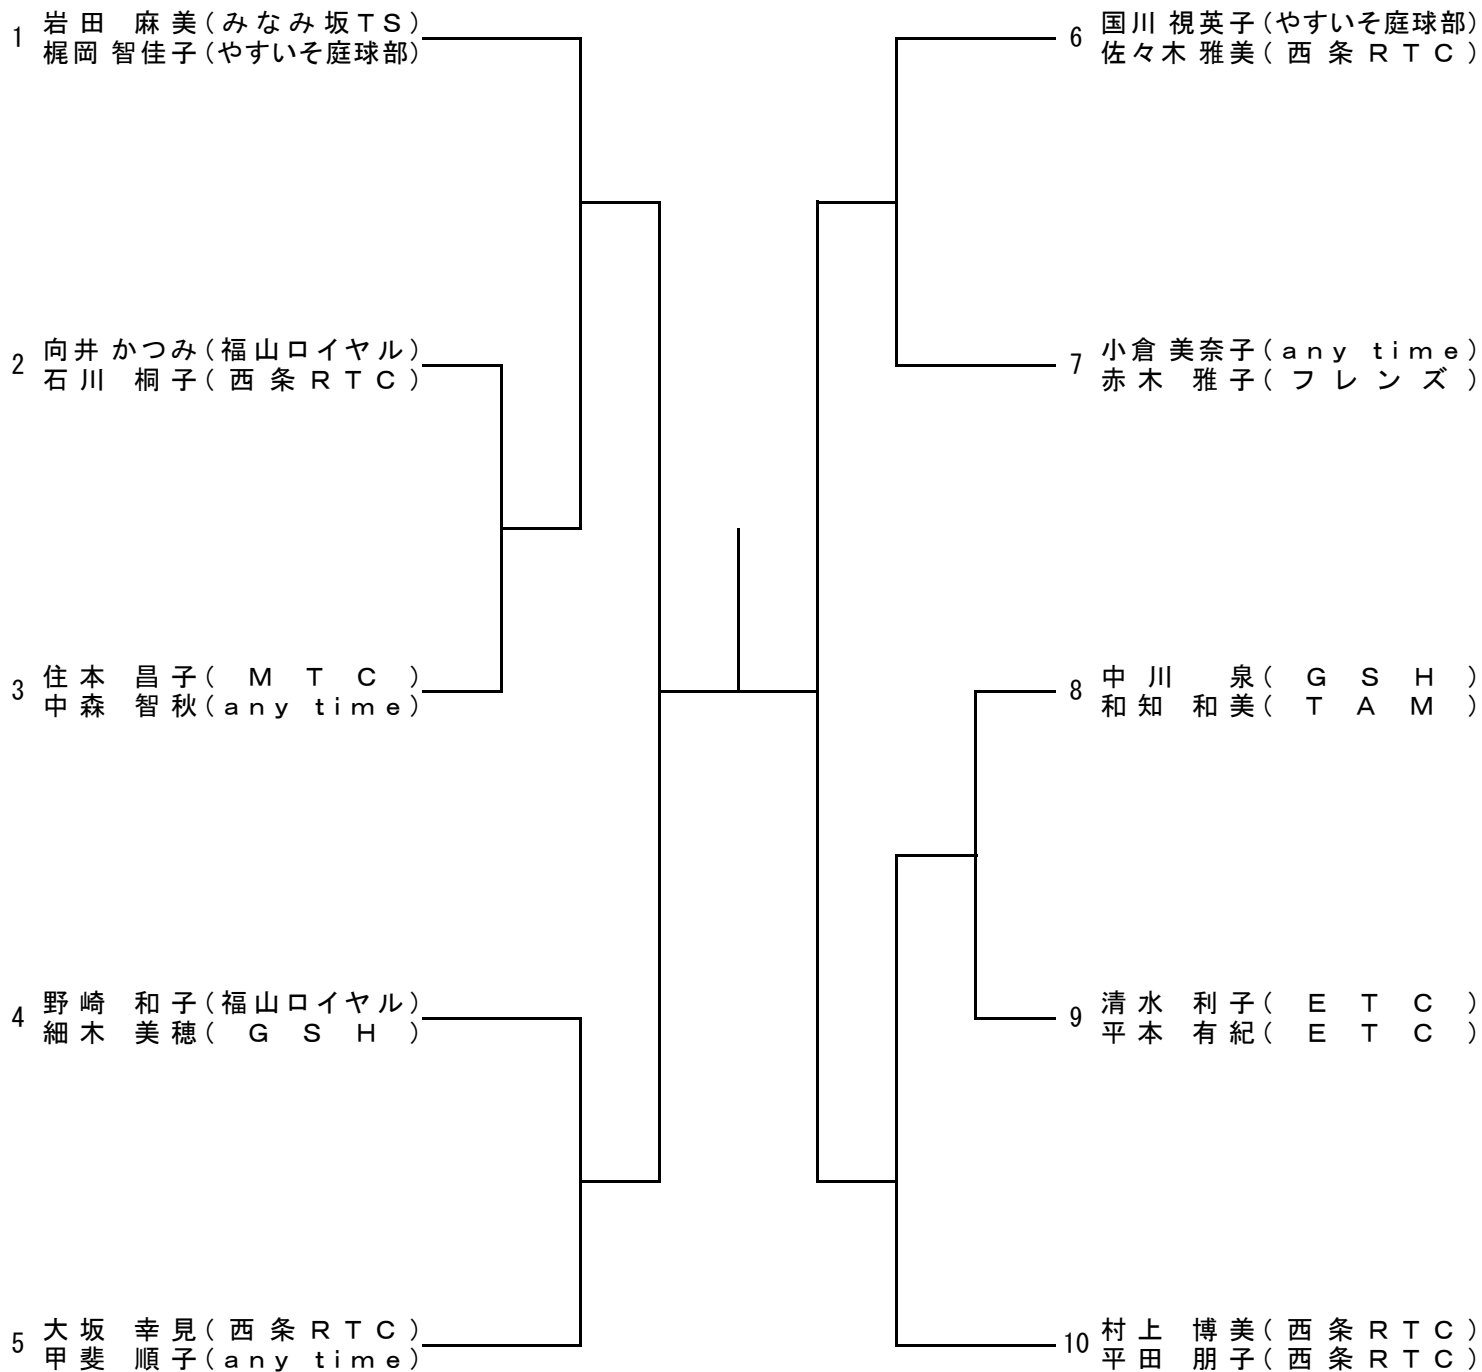 1 岩田 麻美(みなみ坂TS)
梶岡 智佳子(やすいそ庭球部)
2 向井 かつみ(福山ロイヤル)
石川 桐子(西条RTC)
3 住本 昌子(MTC)
中森 智秋(any time)
4 野崎 和子(福山ロイヤル)
細木 美穂(GSH)
5 大坂 幸見(西条RTC)
甲斐 順子(any time)
6 国川 視英子(やすいそ庭球部)
佐々木 雅美(西条RTC)
7 小倉 美奈子(any time)
赤木 雅子(フレンズ)
8 中川 泉(GSH)
和知 和美(TAM)
9 清水 利子(ETC)
平本 有紀(ETC)
10 村上 博美(西条RTC)
平田 朋子(西条RTC)